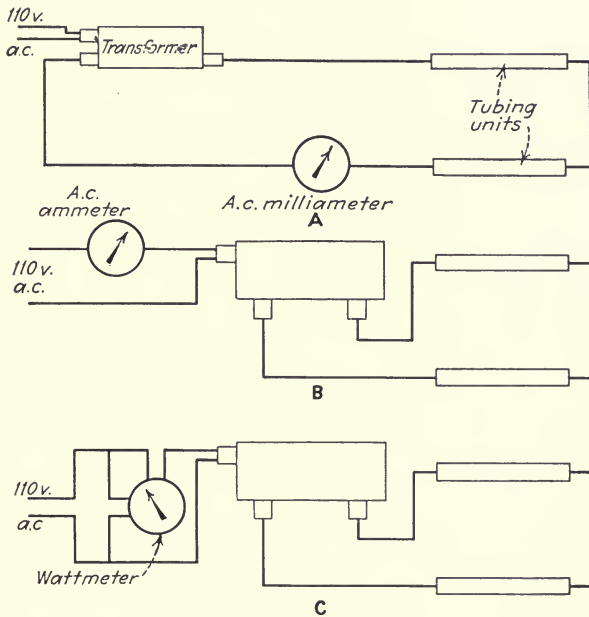 110 v.
a.c.
Transformer
Tubing
units
A.c. milliameter
A
A.c.
ammeter
110 v.
a.c.
B
110 v.
a.c
Wattmeter
C